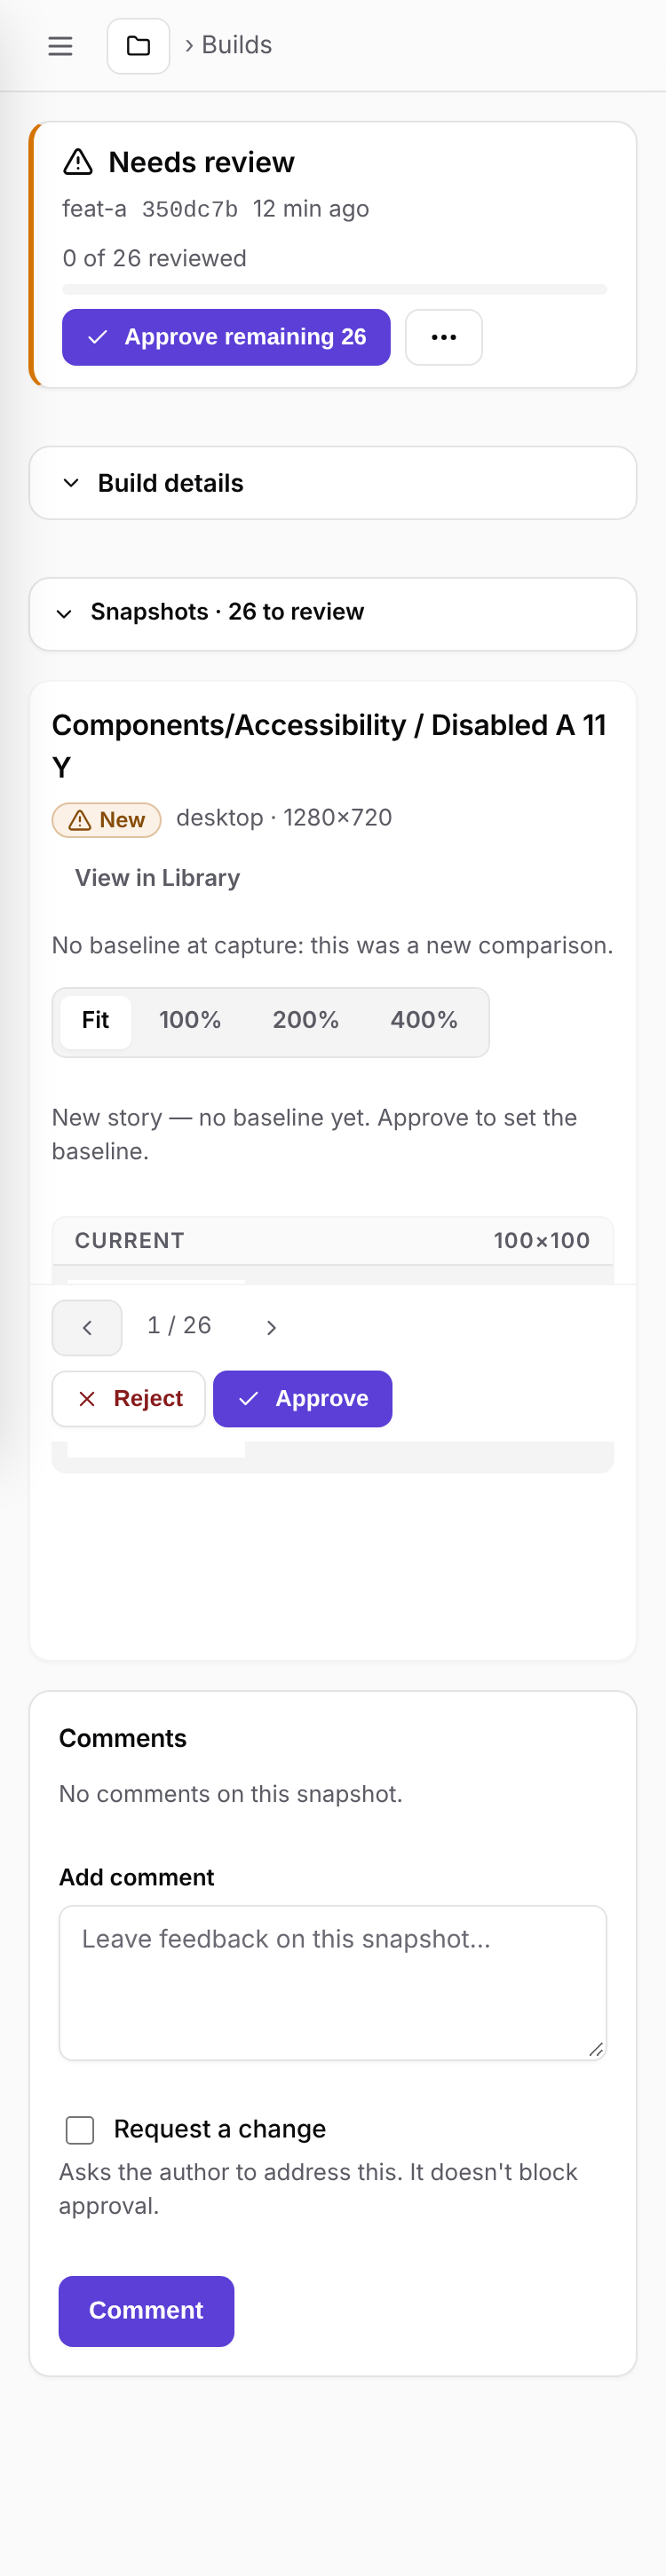 › Builds
Needs review
feat-a 350dc7b 12 min ago
0 of 26 reviewed
Approve remaining 26
Build details
Snapshots · 26 to review
Components/Accessibility / Disabled A 11
Y
New desktop · 1280×720
View in Library
No baseline at capture: this was a new comparison.
Fit 100% 200% 400%
New story — no baseline yet. Approve to set the
baseline.
CURRENT 100×100
1 / 26
Reject Approve
Comments
No comments on this snapshot.
Add comment
Leave feedback on this snapshot...
Request a change
Asks the author to address this. It doesn't block
approval.
Comment